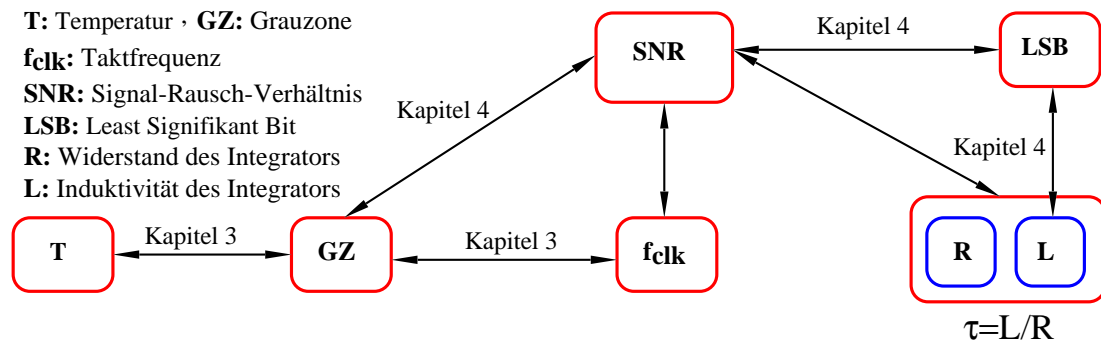 T: Temperatur，GZ: Grauzone
fclk: Taktfrequenz
SNR: Signal-Rausch-Verhältnis
LSB: Least Signifikant Bit
R: Widerstand des Integrators
L: Induktivität des Integrators
SNR
Kapitel 4
LSB
Kapitel 4
Kapitel 4
T
Kapitel 3
GZ
Kapitel 3
fclk
R
L
τ=L/R